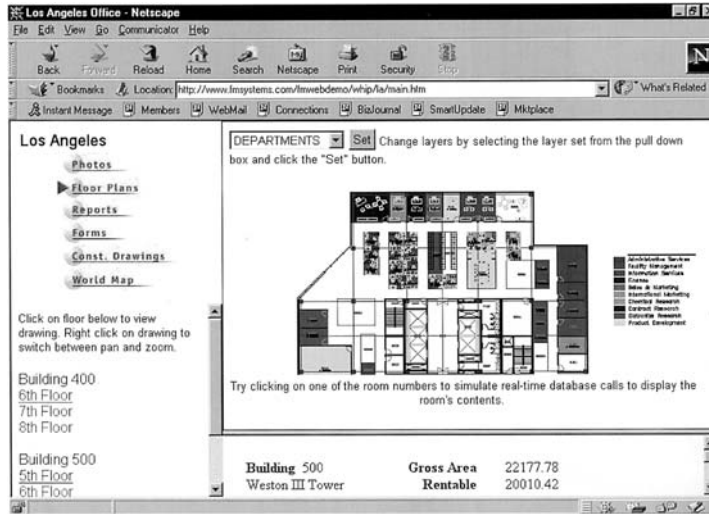 Los Angeles Office - Netscape
File Edit View Go Communicator Help
Back Forward Reload Home Search Netscape Print Security Stop
Bookmarks Location: http://www.fmsystems.com/fmwebdemo/whip/la/main.htm What's Related
Instant Message Members WebMail Connections BizJournal SmartUpdate Mktplace
Los Angeles
Photos
Floor Plans
Reports
Forms
Const. Drawings
World Map
Click on floor below to view
drawing. Right click on drawing to
switch between pan and zoom.
Building 400
6th Floor
7th Floor
8th Floor
Building 500
5th Floor
6th Floor
DEPARTMENTS Set Change layers by selecting the layer set from the pull down
box and click the "Set" button.
Administrative Services
Facility Management
Information Services
Finance
Sales & Marketing
International Marketing
Chemical Research
Contract Research
Corporate Research
Product Development
Try clicking on one of the room numbers to simulate real-time database calls to display the
room's contents.
Building 500 Gross Area 22177.78
Weston III Tower Rentable 20010.42